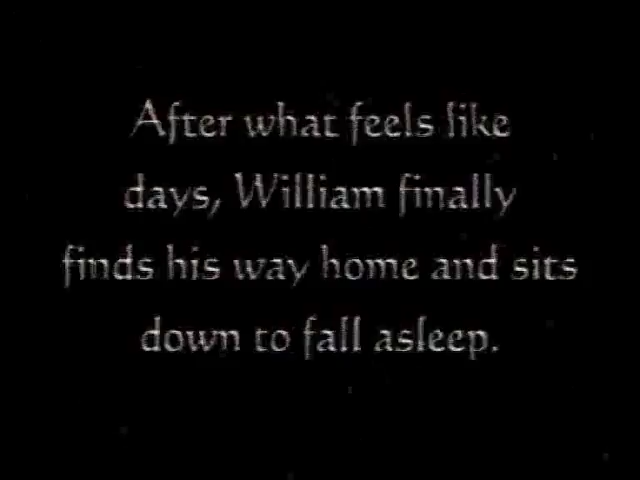 After what feels like
days, William finally
finds his way home and sits
down to fall asleep.